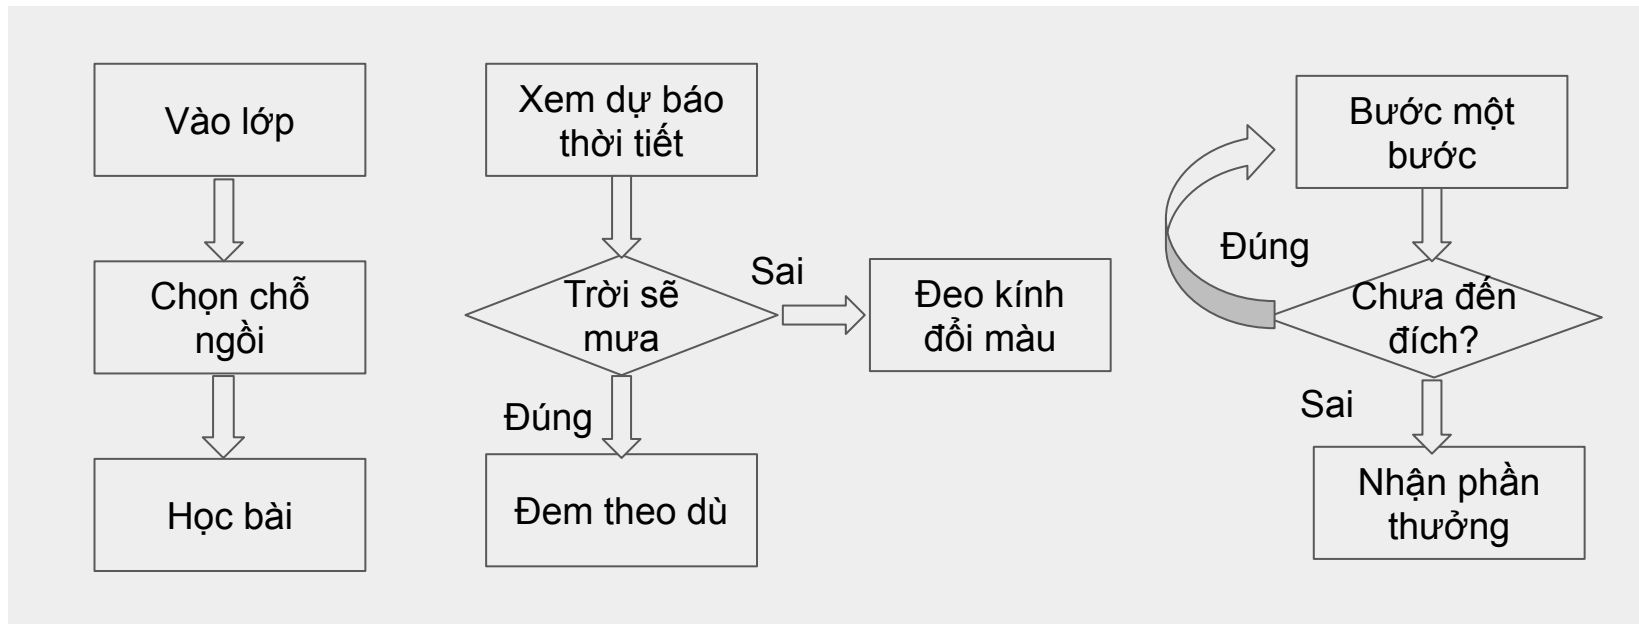 Vào lớp
Chọn chỗ
ngồi
Học bài
Xem dự báo
thời tiết
Trời sẽ
mưa
Sai
Đeo kính
đổi màu
Đúng
Đem theo dù
Bước một
bước
Đúng
Chưa đến
đích?
Sai
Nhận phần
thưởng